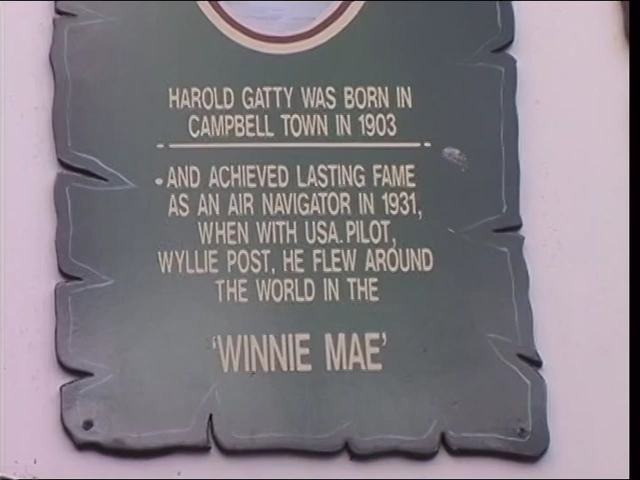 HAROLD GATTY WAS BORN IN
CAMPBELL TOWN IN 1903
AND ACHIEVED LASTING FAME
AS AN AIR NAVIGATOR IN 1931,
WHEN WITH USA. PILOT,
WYLLIE POST, HE FLEW AROUND
THE WORLD IN THE
'WINNIE MAE'